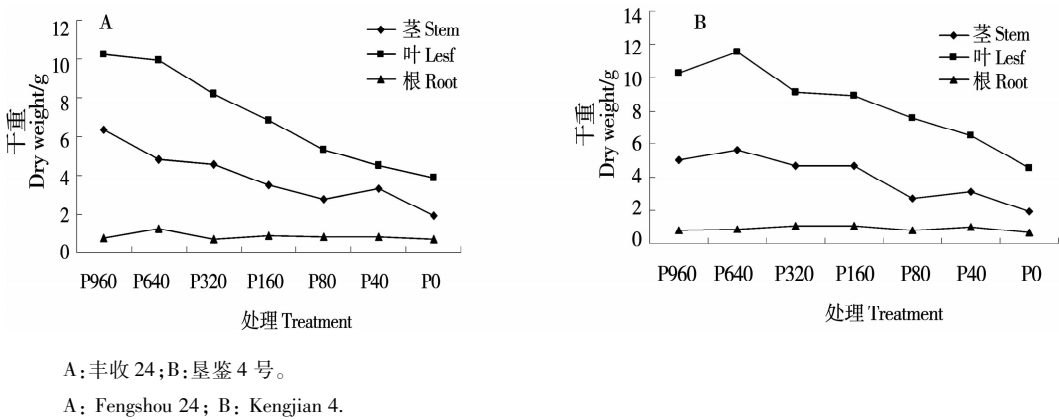 A
12
10
8
6
4
2
0
干重
Dry weight/g
茎 Stem
叶 Lesf
根 Root
P960 P640 P320 P160 P80 P40 P0
处理 Treatment
B
14
12
10
8
6
4
2
0
干重
Dry weight/g
茎 Stem
叶 Lesf
根 Root
P960 P640 P320 P160 P80 P40 P0
处理 Treatment
A:丰收 24;B:垦鉴 4 号。
A: Fengshou 24; B: Kengjian 4.